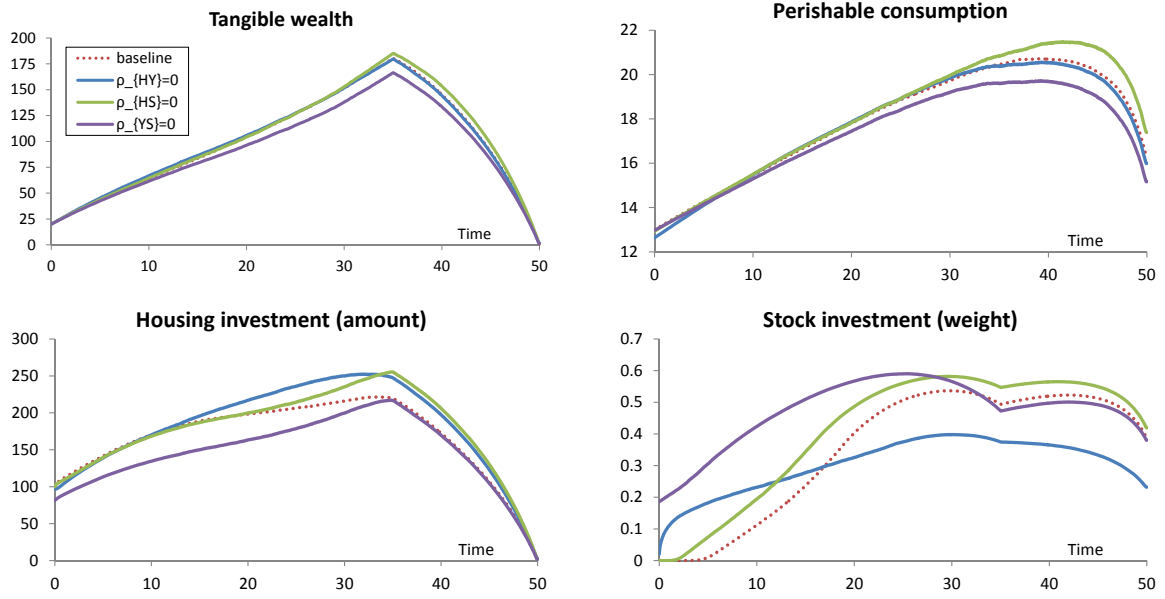 Tangible wealth
200
175
150
125
100
75
50
25
0
baseline
ρ_{HY}=0
ρ_{HS}=0
ρ_{YS}=0
Time
0 10 20 30 40 50
Perishable consumption
22
20
18
16
14
12
Time
0 10 20 30 40 50
Housing investment (amount)
300
250
200
150
100
50
0
Time
0 10 20 30 40 50
Stock investment (weight)
0.7
0.6
0.5
0.4
0.3
0.2
0.1
0
Time
0 10 20 30 40 50